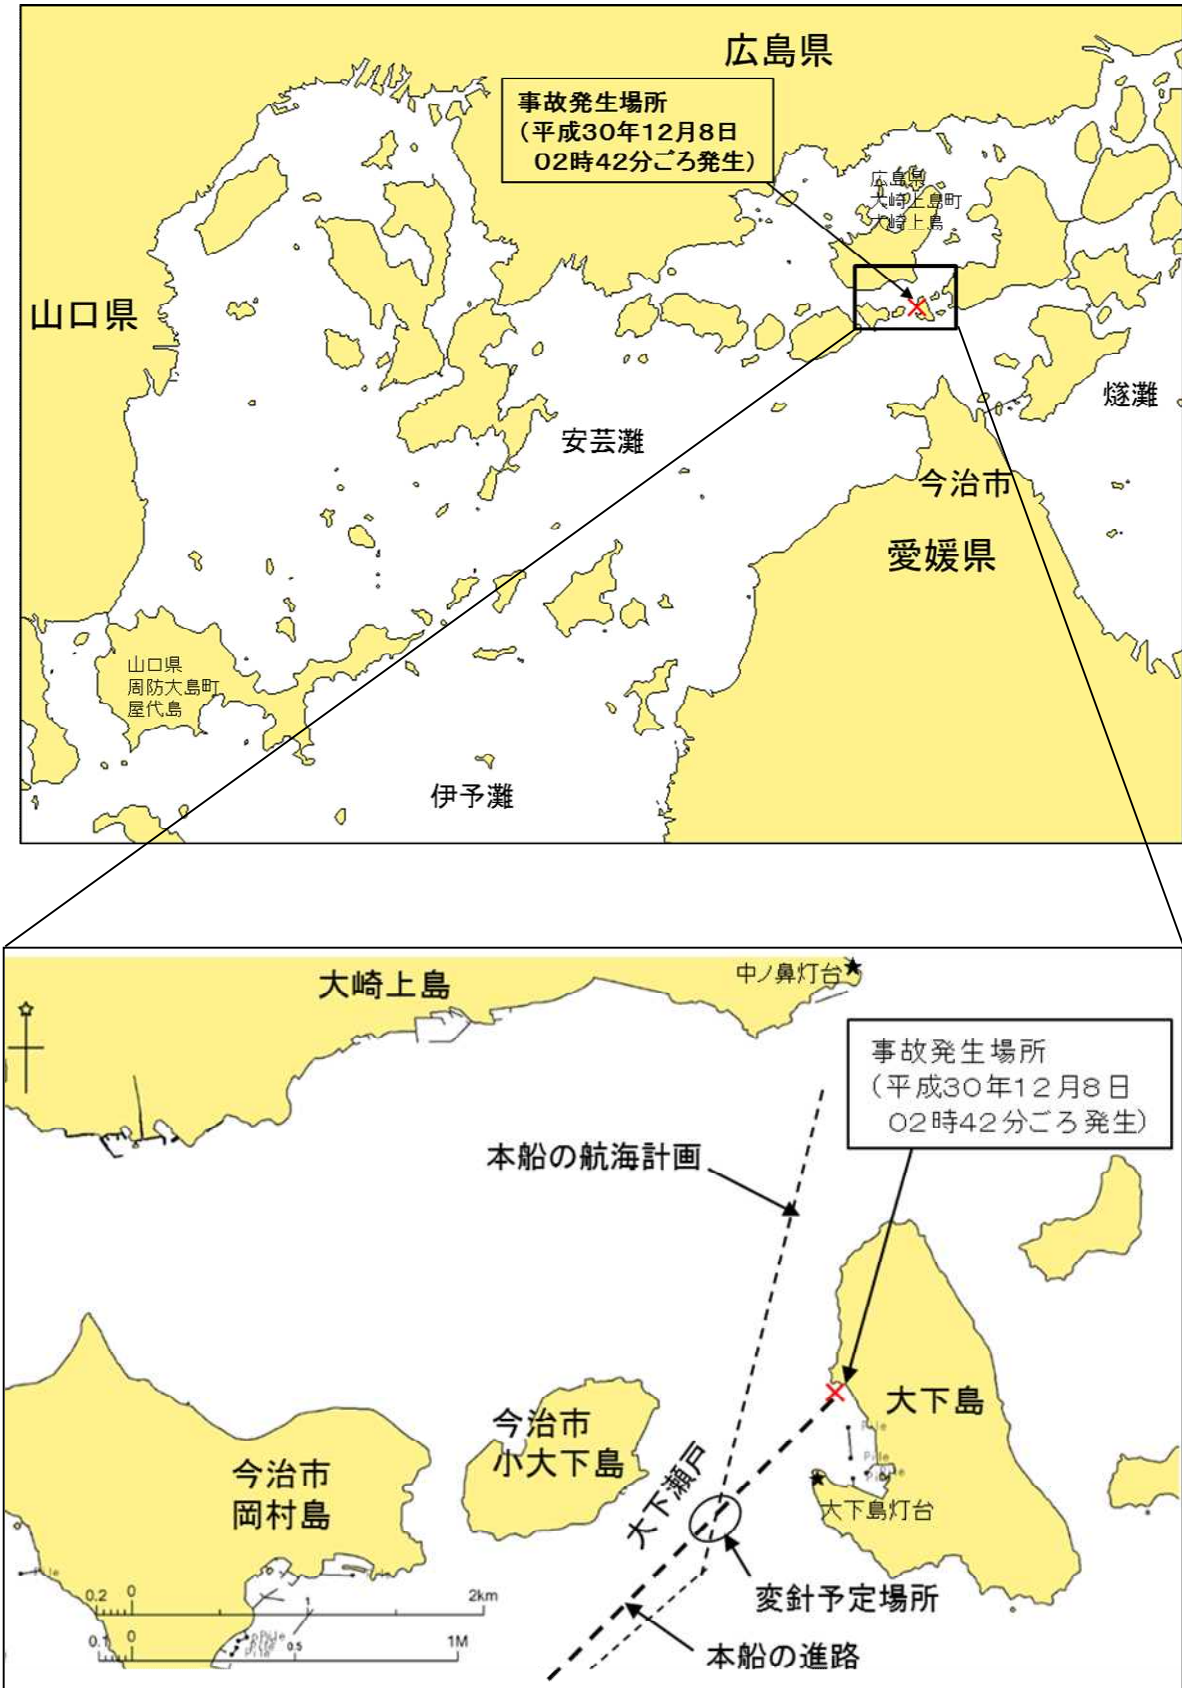 広島県
事故発生場所
(平成30年12月8日
02時42分ごろ発生)
広島県
大崎上島町
大崎上島
山口県
燧灘
安芸灘
今治市
愛媛県
山口県
周防大島町
屋代島
伊予灘
中ノ鼻灯台
大崎上島
事故発生場所
(平成30年12月8日
02時42分ごろ発生)
本船の航海計画
大下島
今治市
小大下島
Pile
Pile
Pile
今治市
岡村島
大下瀬戸
大下島灯台
変針予定場所
0.2 0 1 2km
0.1 0 0.5 1M
Pile
Pile
本船の進路